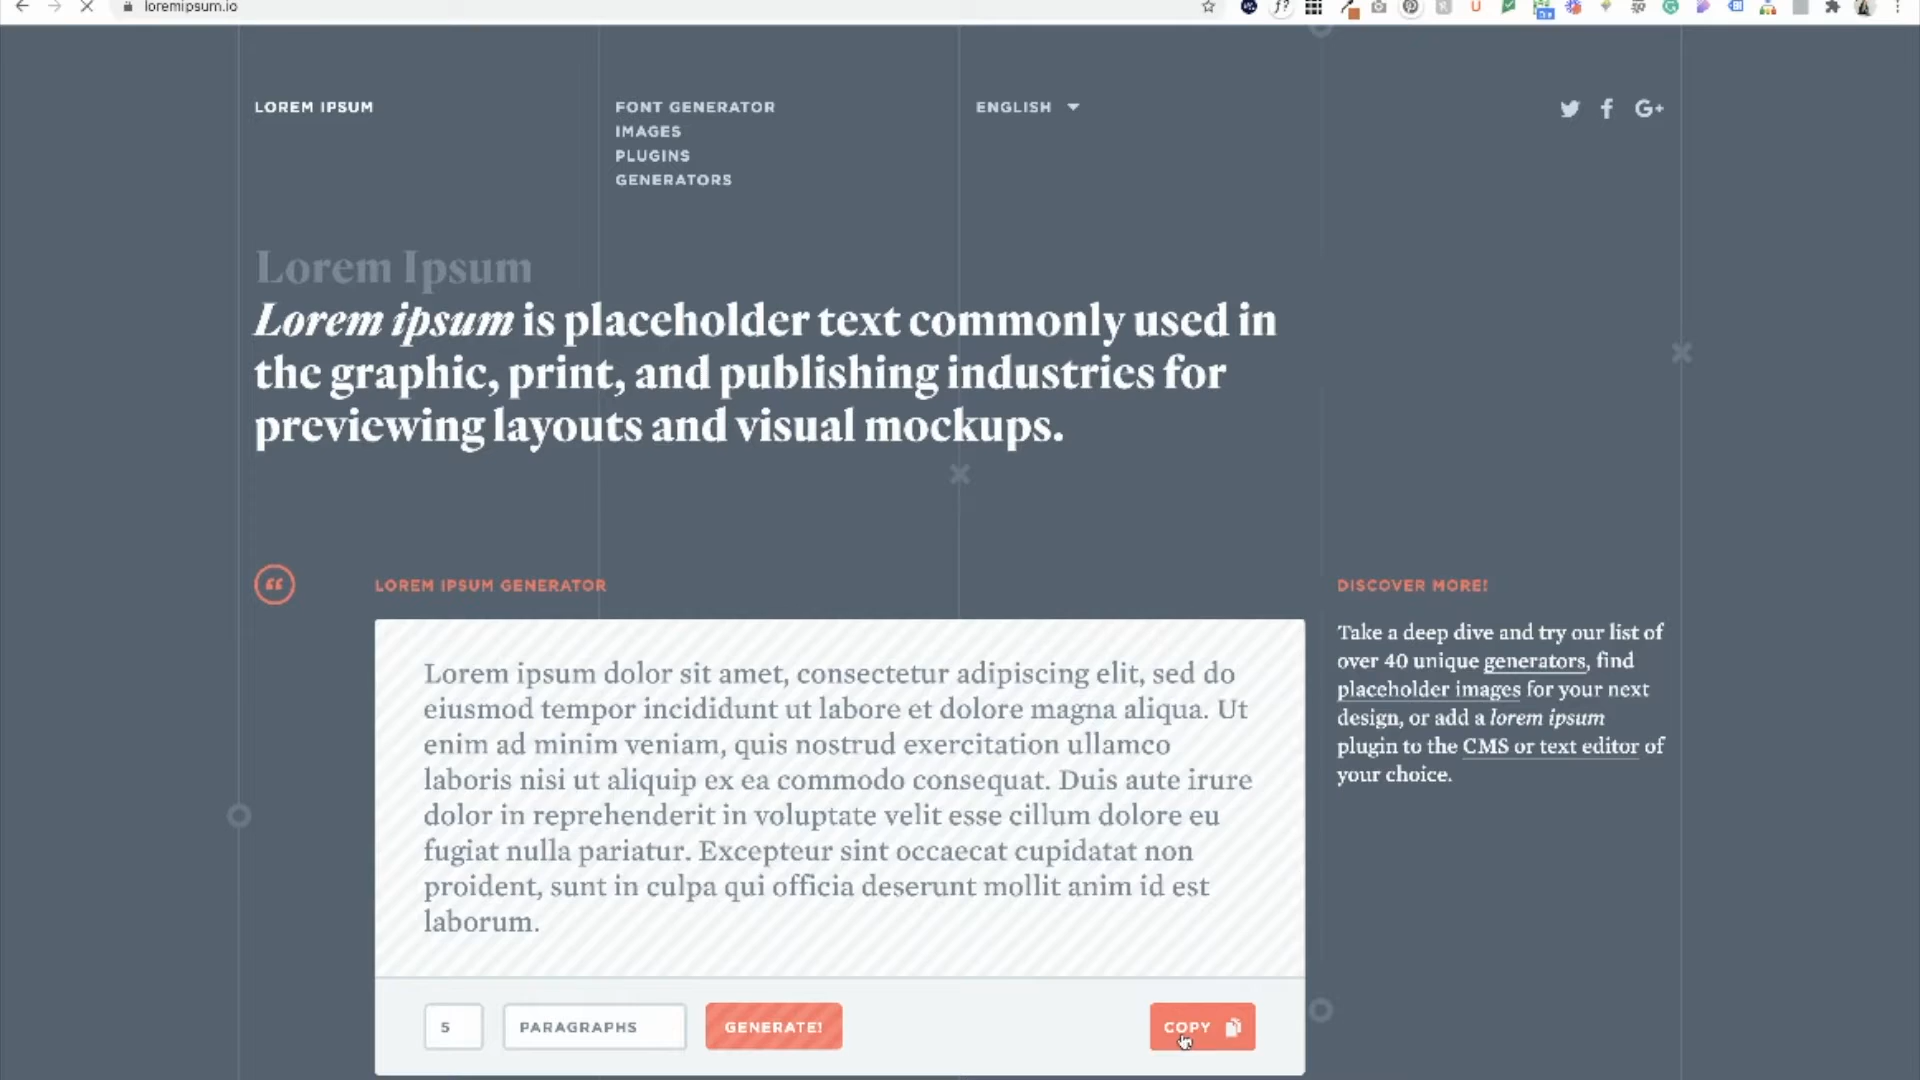 loremipsum.io
LOREM IPSUM
FONT GENERATOR
IMAGES
PLUGINS
GENERATORS
ENGLISH
G+
Lorem Ipsum
Lorem ipsum is placeholder text commonly used in
the graphic, print, and publishing industries for
previewing layouts and visual mockups.
LOREM IPSUM GENERATOR
Lorem ipsum dolor sit amet, consectetur adipiscing elit, sed do
eiusmod tempor incididunt ut labore et dolore magna aliqua. Ut
enim ad minim veniam, quis nostrud exercitation ullamco
laboris nisi ut aliquip ex ea commodo consequat. Duis aute irure
dolor in reprehenderit in voluptate velit esse cillum dolore eu
fugiat nulla pariatur. Excepteur sint occaecat cupidatat non
proident, sunt in culpa qui officia deserunt mollit anim id est
laborum.
5
PARAGRAPHS
GENERATE!
COPY
DISCOVER MORE!
Take a deep dive and try our list of
over 40 unique generators, find
placeholder images for your next
design, or add a lorem ipsum
plugin to the CMS or text editor of
your choice.